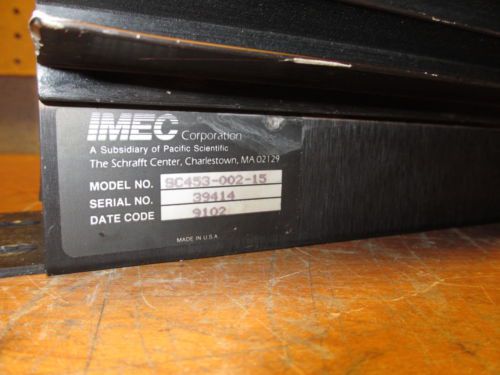 IMEC Corporation
A Subsidiary of Pacific Scientific
The Schrafft Center, Charlestown, MA 02129
MODEL NO. SC453-002-15
SERIAL NO. 39414
DATE CODE 9102
MADE IN U.S.A.